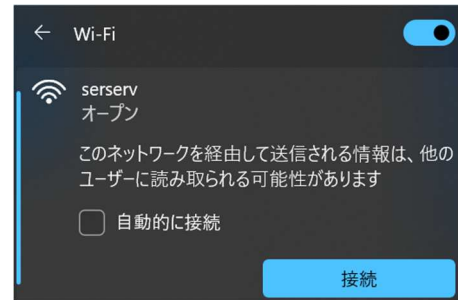 Wi-Fi
serserv
オープン
このネットワークを経由して送信される情報は、他の
ユーザーに読み取られる可能性があります
自動的に接続
接続